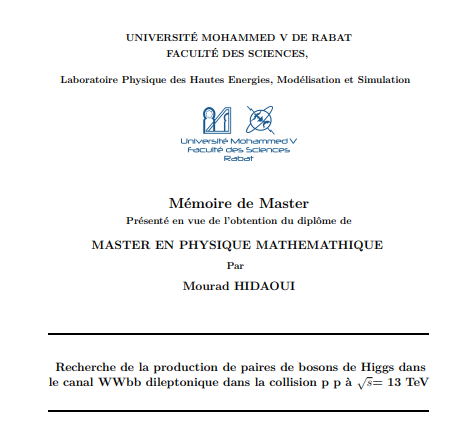 UNIVERSITÉ MOHAMMED V DE RABAT
FACULTÉ DES SCIENCES,
Laboratoire Physique des Hautes Energies, Modélisation et Simulation
Université Mohammed V
Faculté des Sciences
Rabat
Mémoire de Master
Présenté en vue de l'obtention du diplôme de
MASTER EN PHYSIQUE MATHEMATHIQUE
Par
Mourad HIDAOUI
Recherche de la production de paires de bosons de Higgs dans
le canal WWbb dileptonique dans la collision p p à √s= 13 TeV